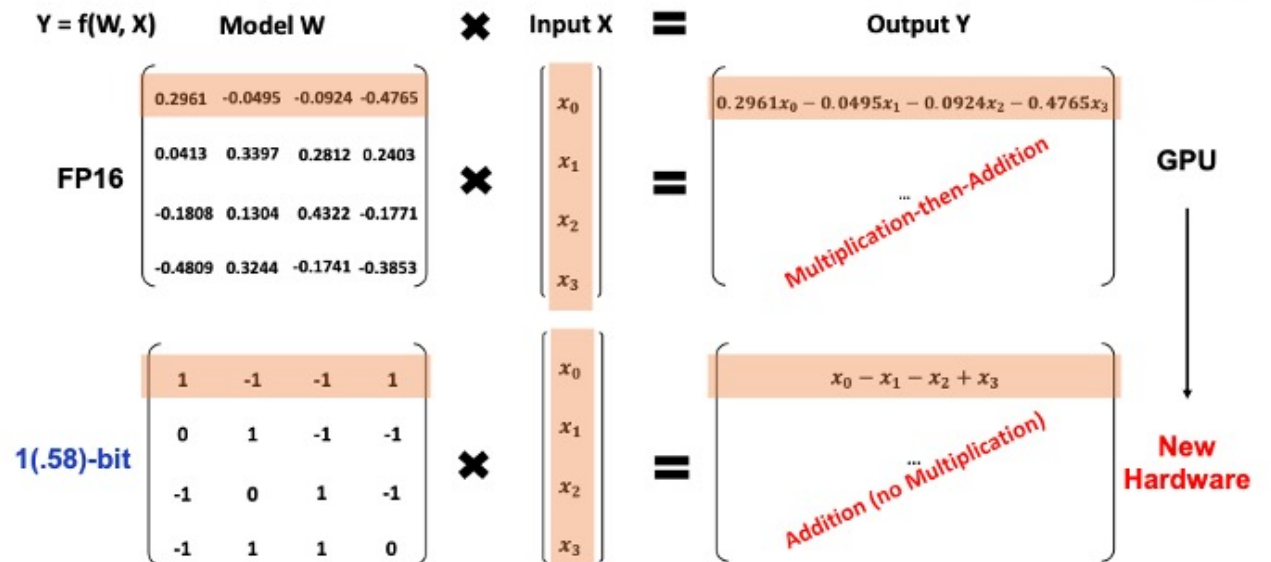 Y = f(W, X) Model W ✖ Input X = Output Y
0.2961 -0.0495 -0.0924 -0.4765
0.0413 0.3397 0.2812 0.2403
-0.1808 0.1304 0.4322 -0.1771
-0.4809 0.3244 -0.1741 -0.3853
FP16
✖
x₀
x₁
x₂
x₃
=
0.2961x₀ − 0.0495x₁ − 0.0924x₂ − 0.4765x₃
...
Multiplication-then-Addition
GPU
1 -1 -1 1
0 1 -1 -1
-1 0 1 -1
-1 1 1 0
1(.58)-bit
✖
x₀
x₁
x₂
x₃
=
x₀ − x₁ − x₂ + x₃
...
Addition (no Multiplication)
New
Hardware